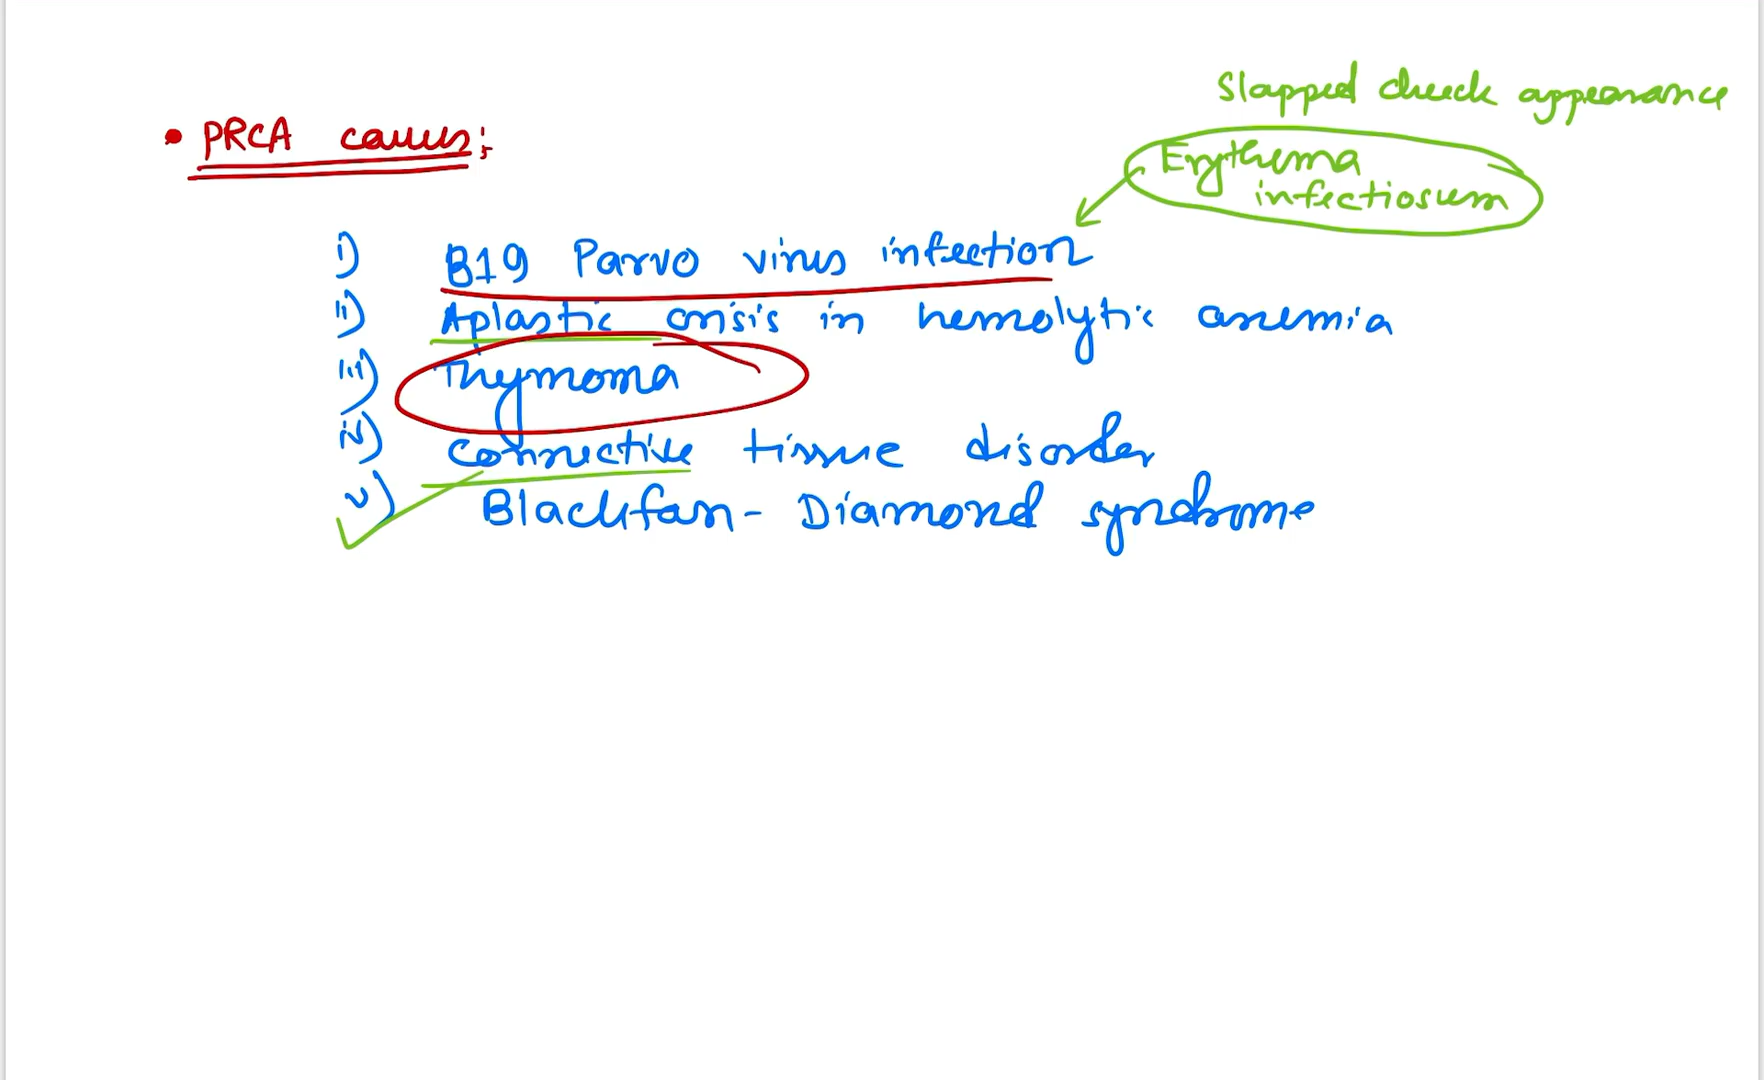 Slapped cheek appearance
• PRCA causes:
Erythema
infectiosum
i) B19 Parvo virus infection
ii) Aplastic crisis in hemolytic anemia
iii) Thymoma
iv) Connective tissue disorder
v) Blackfan - Diamond syndrome